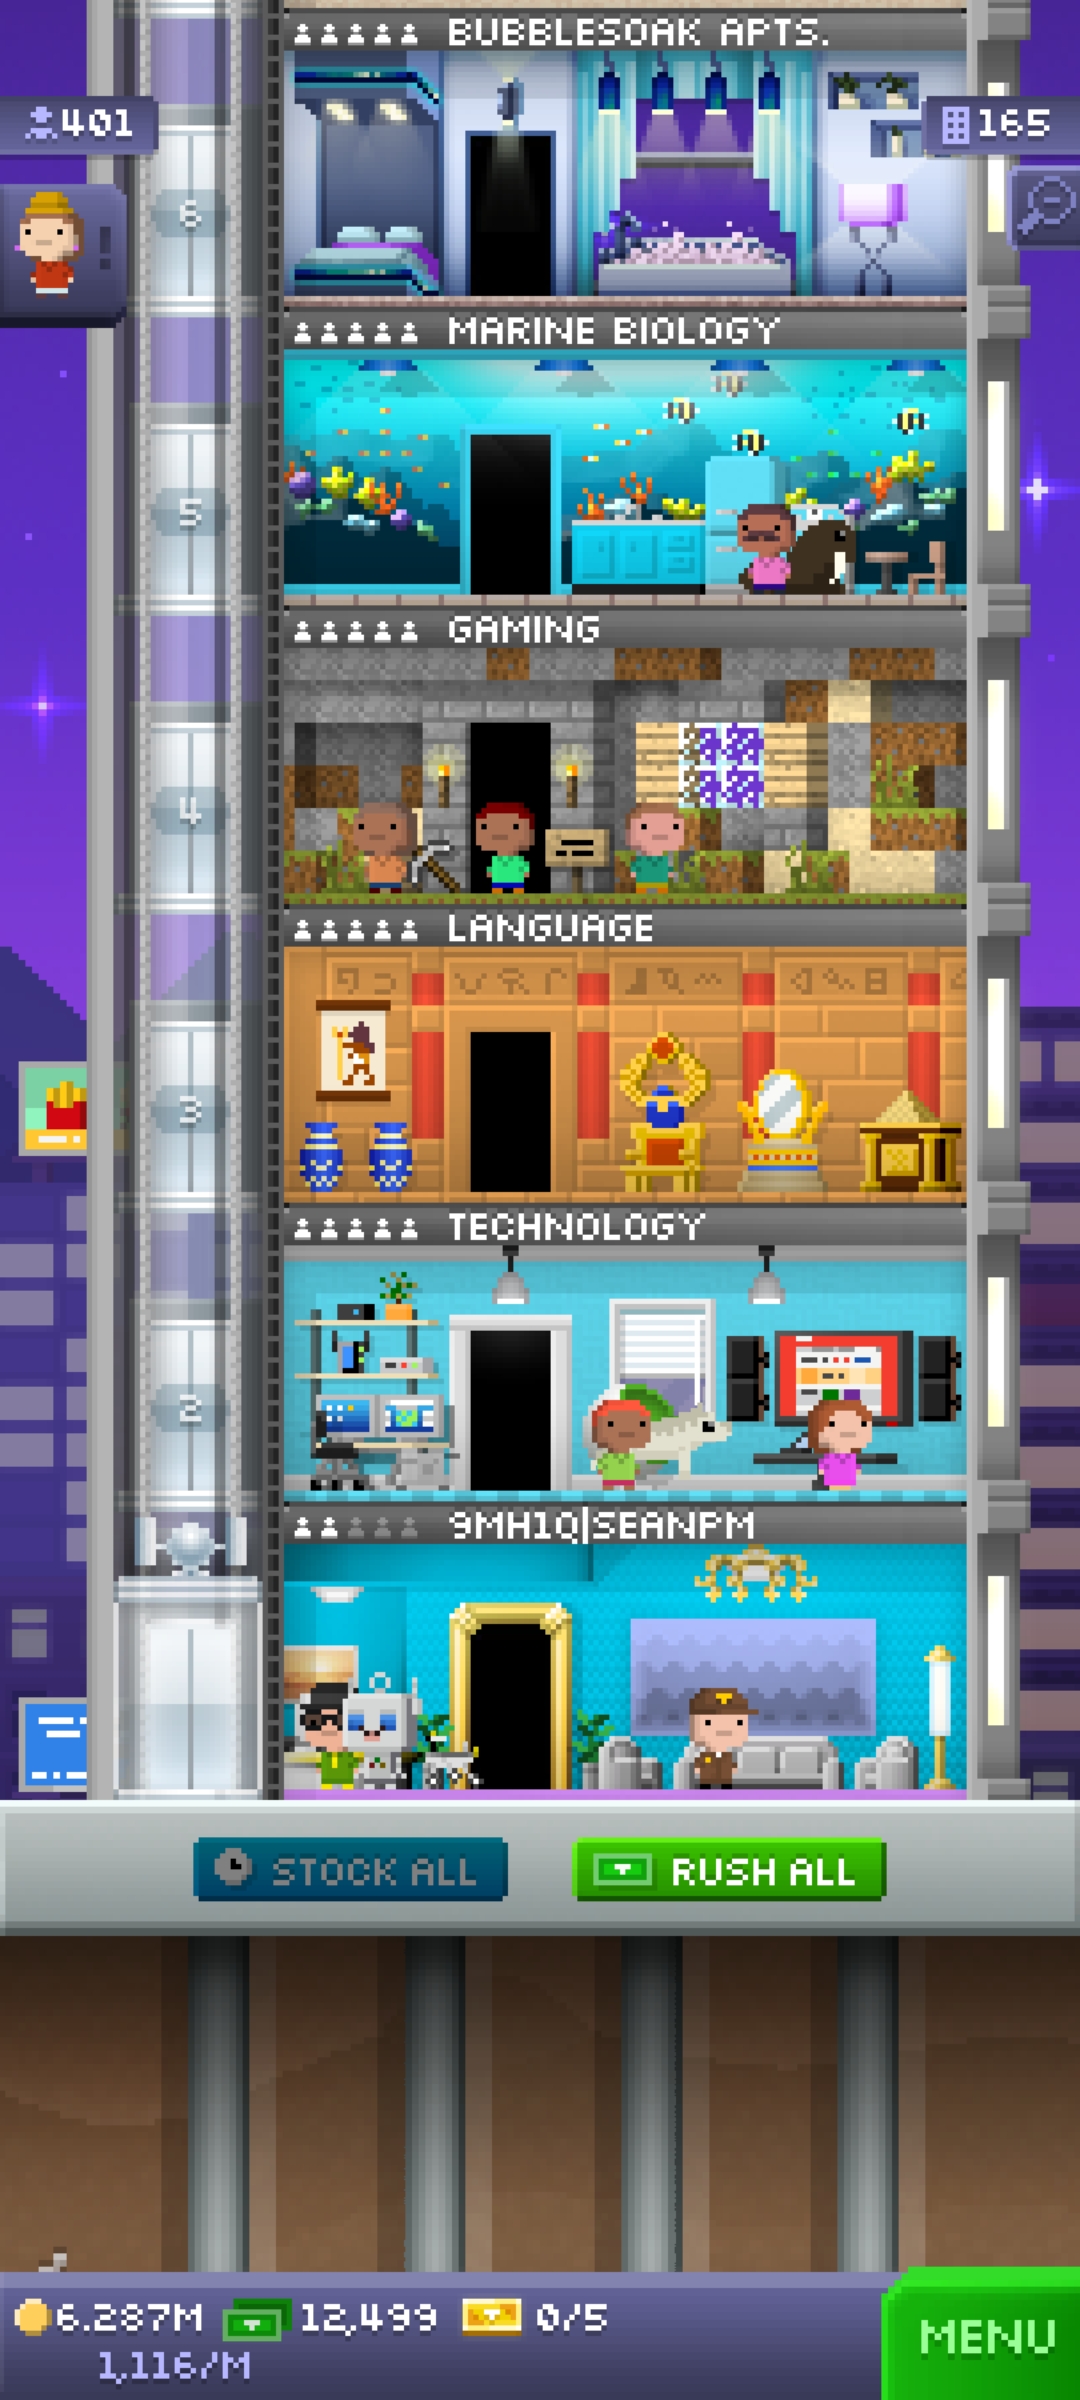 BUBBLESOAK APTS.
401
165
6
MARINE BIOLOGY
5
GAMING
4
LANGUAGE
3
TECHNOLOGY
2
9MH1Q|SEANPM
STOCK ALL
RUSH ALL
6.287M 12,499 0/5
1,116/M
MENU